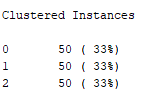 Clustered Instances
0 50 ( 33%)
1 50 ( 33%)
2 50 ( 33%)